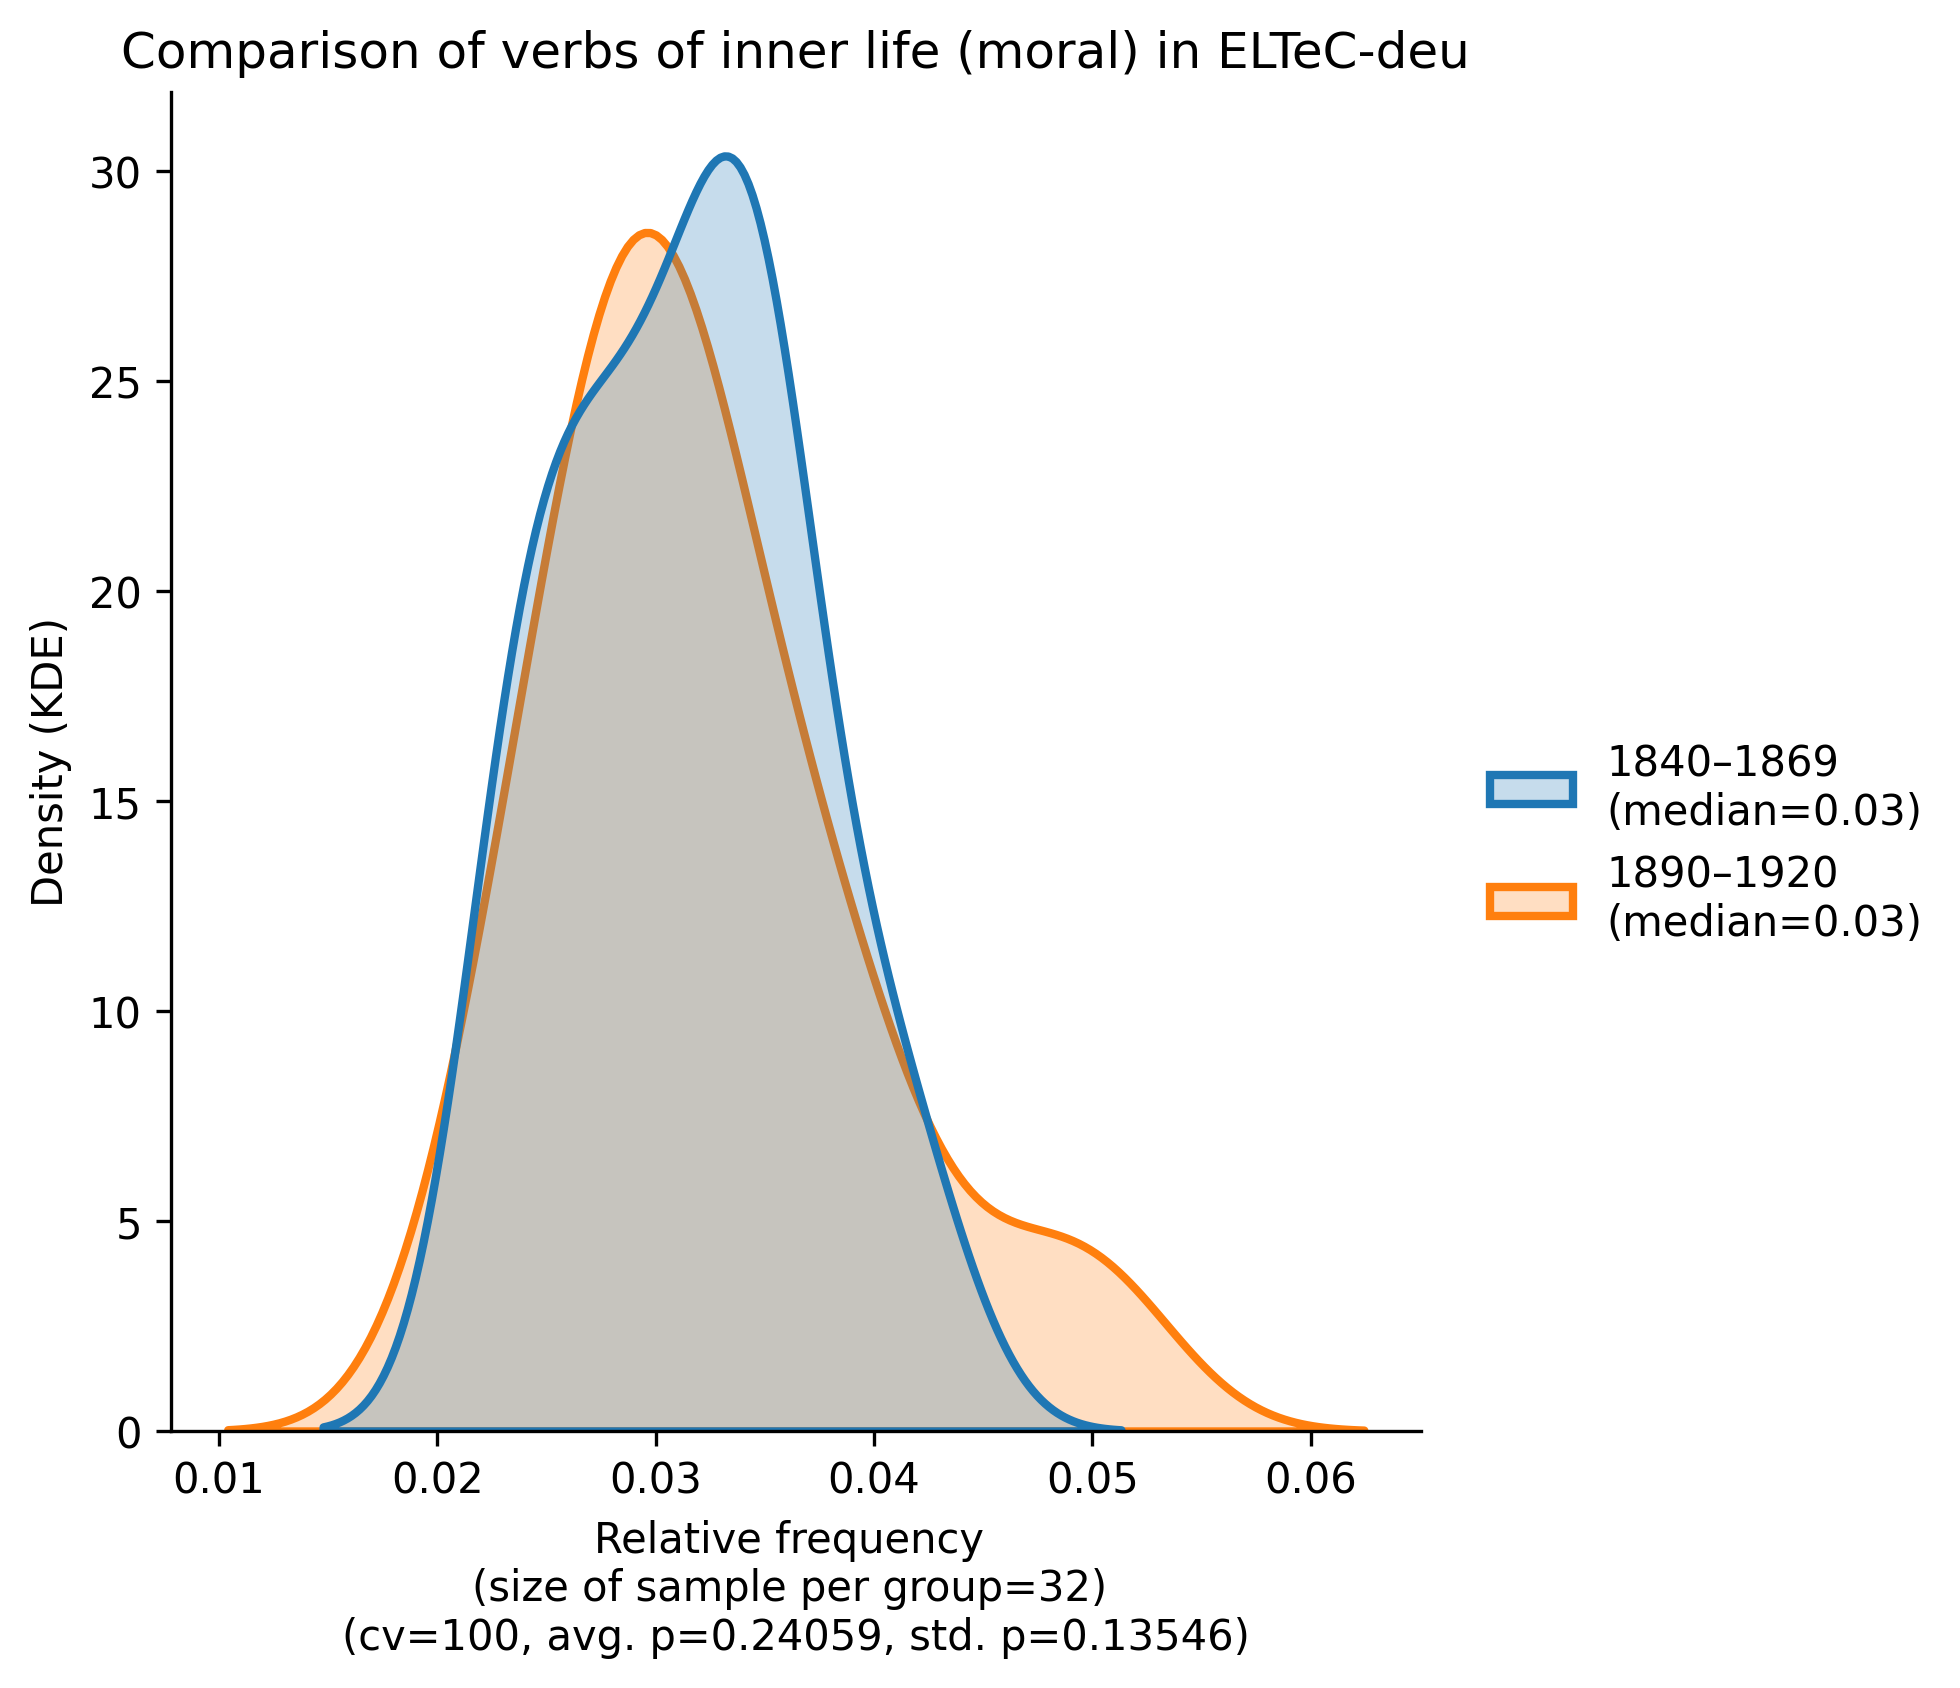 Comparison of verbs of inner life (moral) in ELTeC-deu
Density (KDE)
30
25
20
15
10
5
0
0.01 0.02 0.03 0.04 0.05 0.06
Relative frequency
(size of sample per group=32)
(cv=100, avg. p=0.24059, std. p=0.13546)
1840–1869
(median=0.03)
1890–1920
(median=0.03)